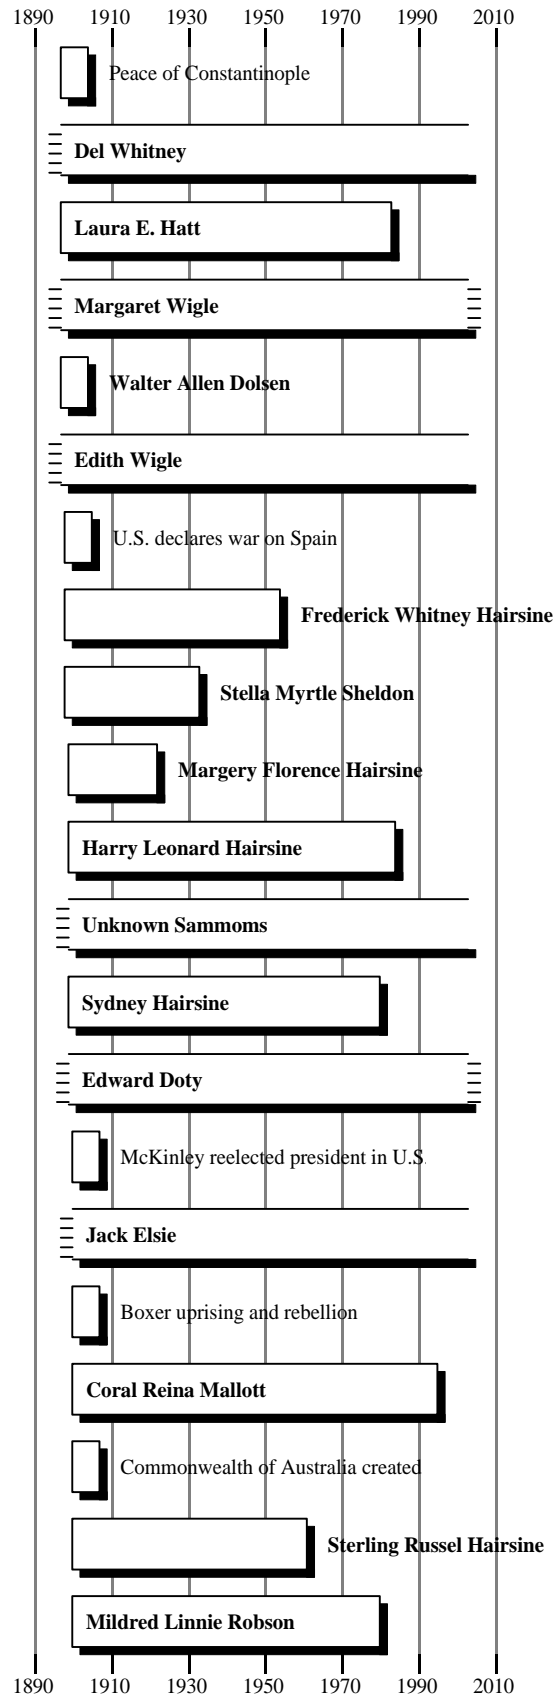 1890 1910 1930 1950 1970 1990 2010
Peace of Constantinople
Del Whitney
Laura E. Hatt
Margaret Wigle
Walter Allen Dolsen
Edith Wigle
U.S. declares war on Spain
Frederick Whitney Hairsine
Stella Myrtle Sheldon
Margery Florence Hairsine
Harry Leonard Hairsine
Unknown Sammoms
Sydney Hairsine
Edward Doty
McKinley reelected president in U.S.
Jack Elsie
Boxer uprising and rebellion
Coral Reina Mallott
Commonwealth of Australia created
Sterling Russel Hairsine
Mildred Linnie Robson
1890 1910 1930 1950 1970 1990 2010